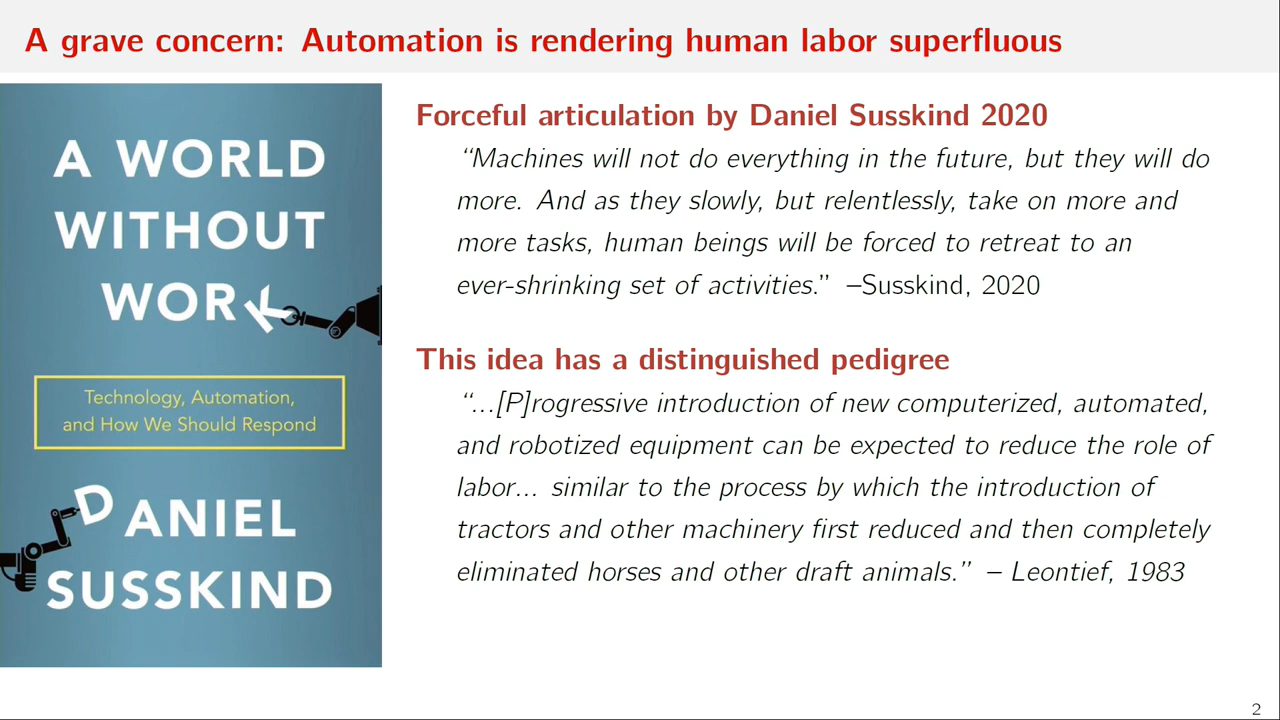 A grave concern: Automation is rendering human labor superfluous
A WORLD
WITHOUT
WORK
Technology, Automation,
and How We Should Respond
DANIEL
SUSSKIND
Forceful articulation by Daniel Susskind 2020
“Machines will not do everything in the future, but they will do
more. And as they slowly, but relentlessly, take on more and
more tasks, human beings will be forced to retreat to an
ever-shrinking set of activities.” –Susskind, 2020
This idea has a distinguished pedigree
“...[P]rogressive introduction of new computerized, automated,
and robotized equipment can be expected to reduce the role of
labor... similar to the process by which the introduction of
tractors and other machinery first reduced and then completely
eliminated horses and other draft animals.” – Leontief, 1983
2